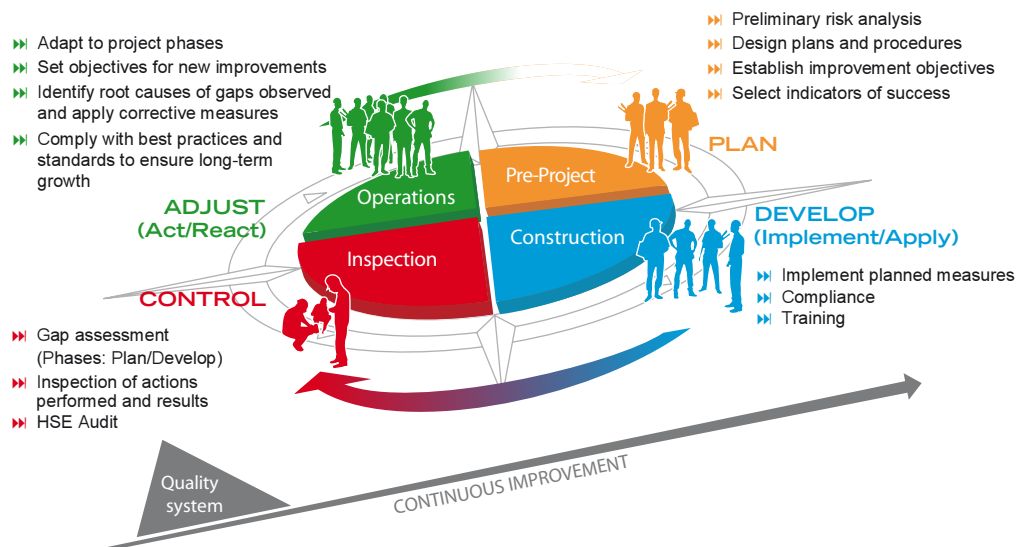 Adapt to project phases
Set objectives for new improvements
Identify root causes of gaps observed
and apply corrective measures
Comply with best practices and
standards to ensure long-term
growth
Preliminary risk analysis
Design plans and procedures
Establish improvement objectives
Select indicators of success
PLAN
ADJUST
(Act/React)
Operations
Pre-Project
Inspection
Construction
DEVELOP
(Implement/Apply)
Implement planned measures
Compliance
Training
CONTROL
Gap assessment
(Phases: Plan/Develop)
Inspection of actions
performed and results
HSE Audit
Quality
system
CONTINUOUS IMPROVEMENT